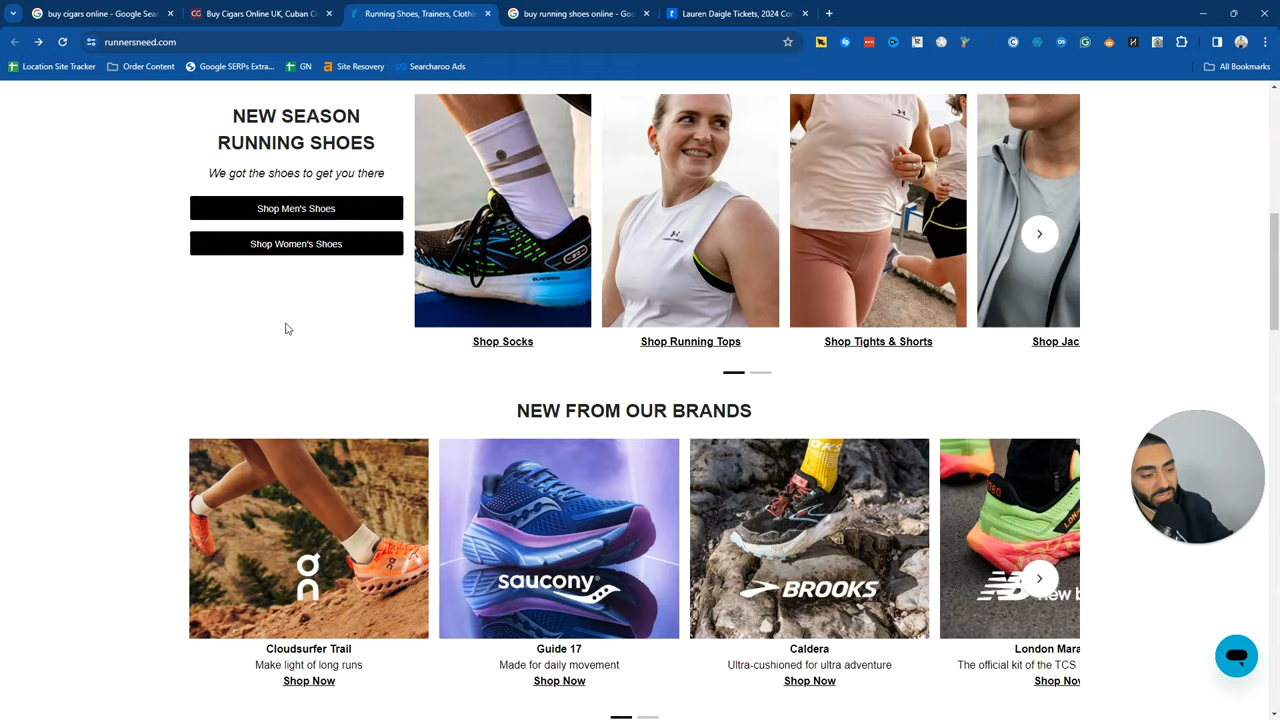 buy cigars online - Google Sear
Buy Cigars Online UK, Cuban C
Running Shoes, Trainers, Clothi
buy running shoes online - Goo
Lauren Daigle Tickets, 2024 Con
runnersneed.com
Location Site Tracker
Order Content
Google SERPs Extra...
GN
Site Recovery
Searcharoo Ads
All Bookmarks
NEW SEASON
RUNNING SHOES
We got the shoes to get you there
Shop Men's Shoes
Shop Women's Shoes
Shop Socks
Shop Running Tops
Shop Tights & Shorts
Shop Jac
NEW FROM OUR BRANDS
on
saucony
BROOKS
new b
Cloudsurfer Trail
Guide 17
Caldera
London Mara
Make light of long runs
Made for daily movement
Ultra-cushioned for ultra adventure
The official kit of the TCS
Shop Now
Shop Now
Shop Now
Shop Nov